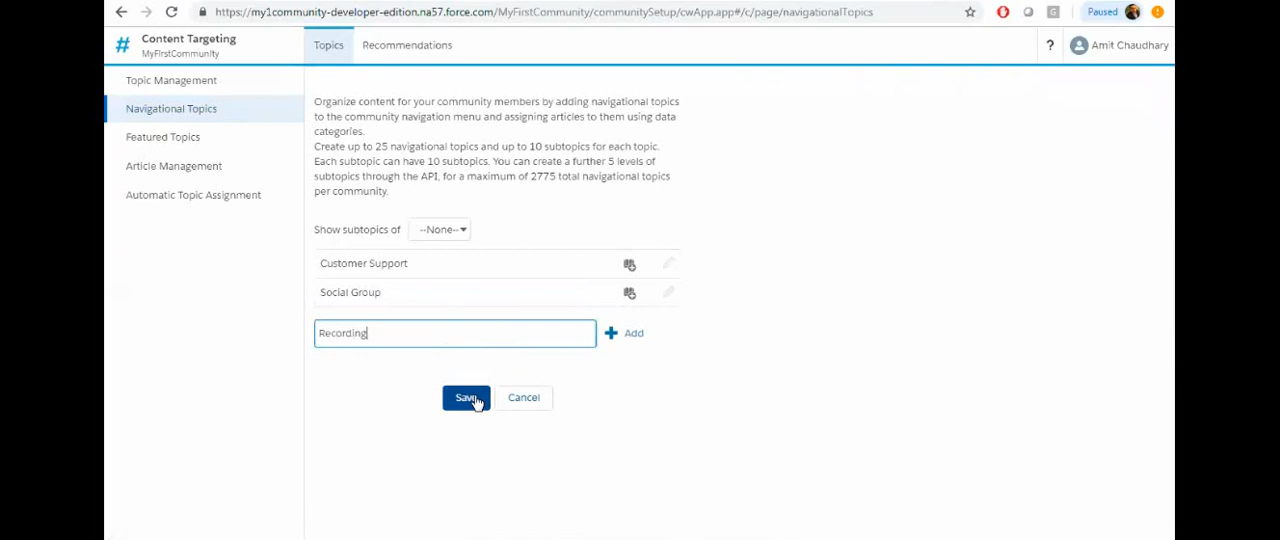 https://my1community-developer-edition.na57.force.com/MyFirstCommunity/communitySetup/cwApp.app#/c/page/navigationalTopics
Paused
# Content Targeting
MyFirstCommunity
Topics
Recommendations
?
Amit Chaudhary
Topic Management
Navigational Topics
Featured Topics
Article Management
Automatic Topic Assignment
Organize content for your community members by adding navigational topics
to the community navigation menu and assigning articles to them using data
categories.
Create up to 25 navigational topics and up to 10 subtopics for each topic.
Each subtopic can have 10 subtopics. You can create a further 5 levels of
subtopics through the API, for a maximum of 2775 total navigational topics
per community.
Show subtopics of --None--
Customer Support
Social Group
Recording
Add
Save
Cancel